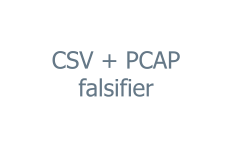 CSV + PCAP
falsifier